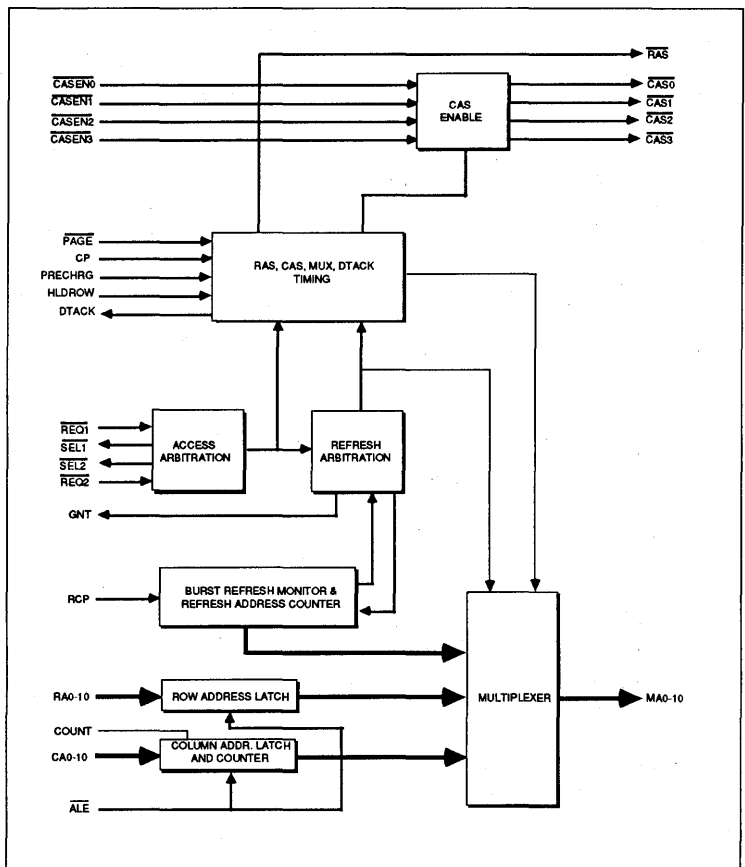 RAS
CASEN0
CASEN1
CASEN2
CASEN3
CAS
ENABLE
CAS0
CAS1
CAS2
CAS3
PAGE
CP
PRECHRG
HLDROW
DTACK
RAS, CAS, MUX, DTACK
TIMING
REQ1
SEL1
SEL2
REQ2
ACCESS
ARBITRATION
REFRESH
ARBITRATION
GNT
RCP
BURST REFRESH MONITOR &
REFRESH ADDRESS COUNTER
RA0-10
ROW ADDRESS LATCH
MULTIPLEXER
MA0-10
COUNT
CA0-10
COLUMN ADDR. LATCH
AND COUNTER
ALE